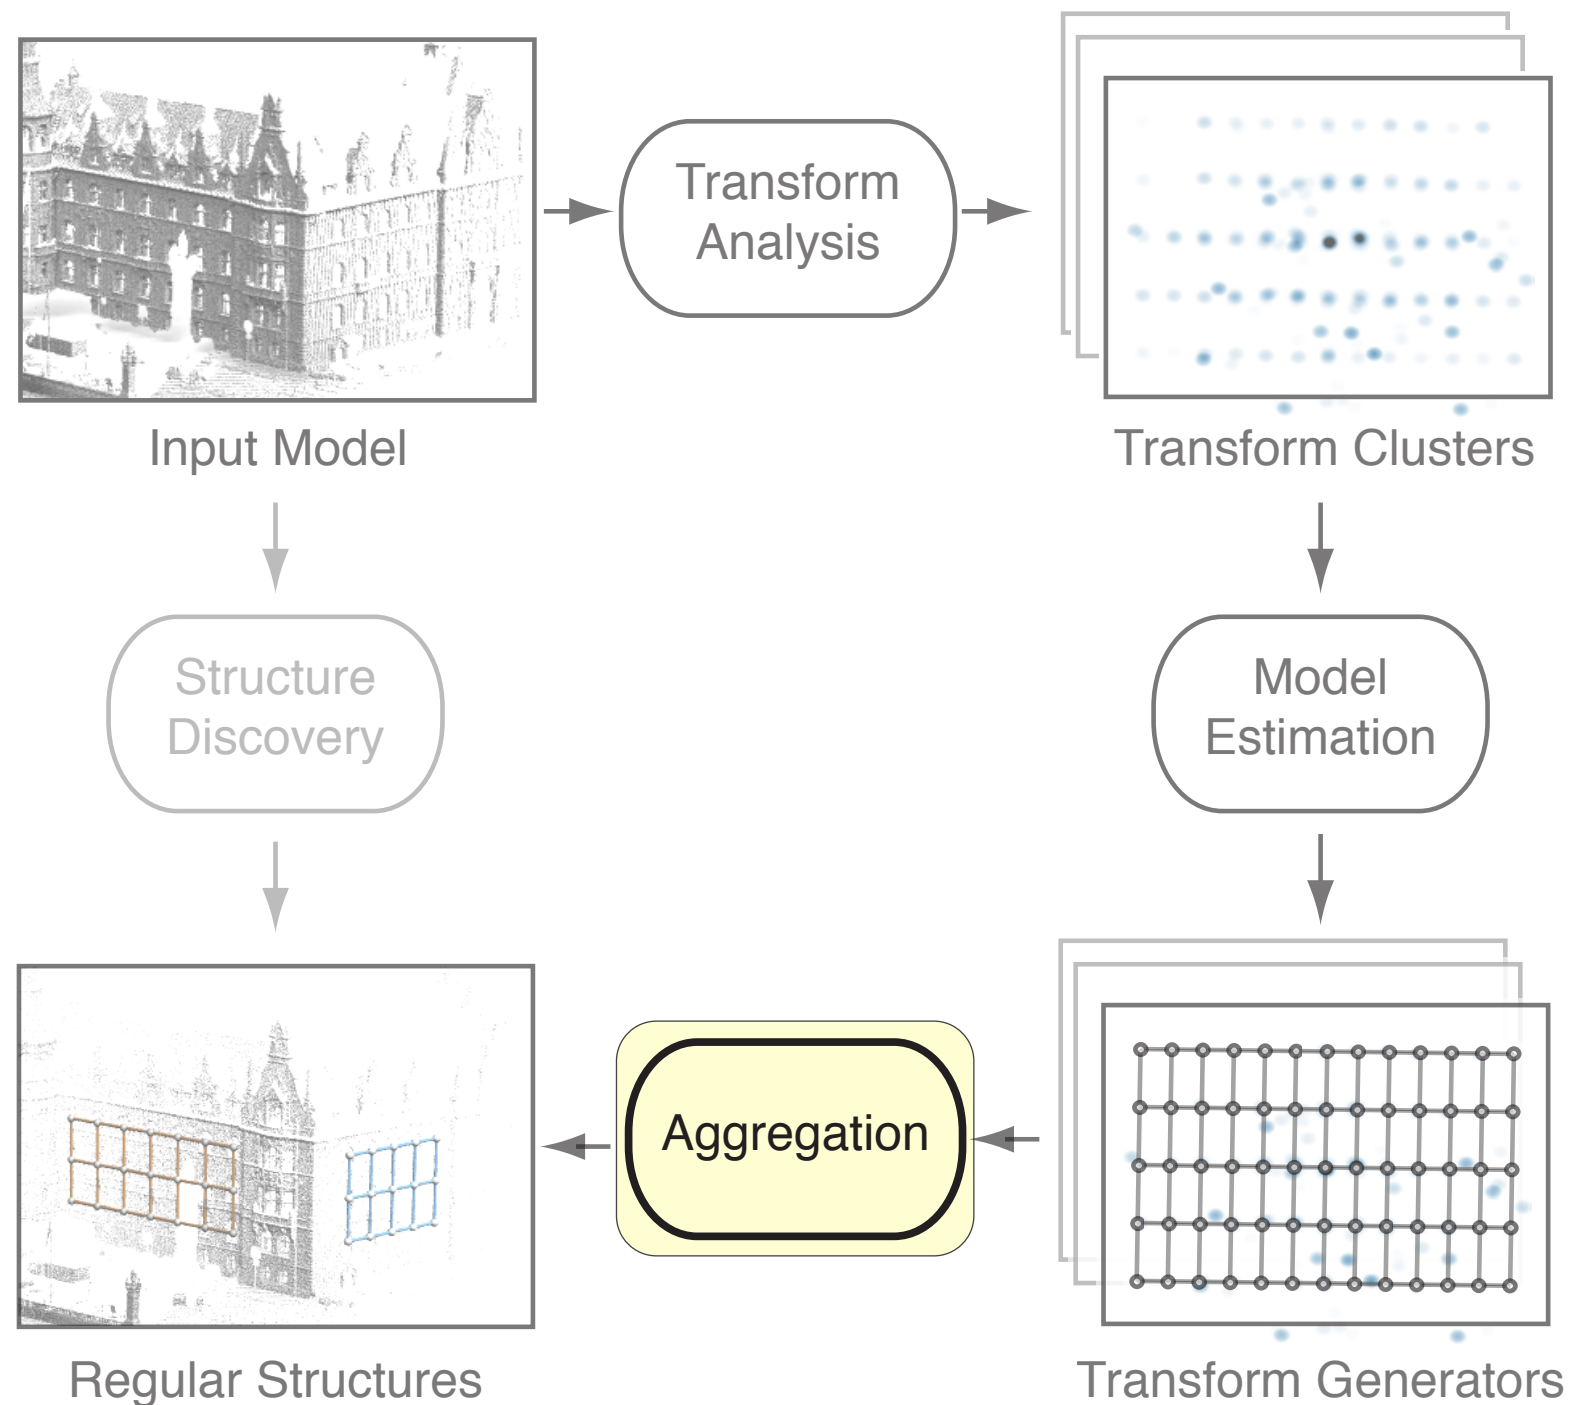 Transform
Analysis
Input Model
Transform Clusters
Structure
Discovery
Model
Estimation
Aggregation
Regular Structures
Transform Generators